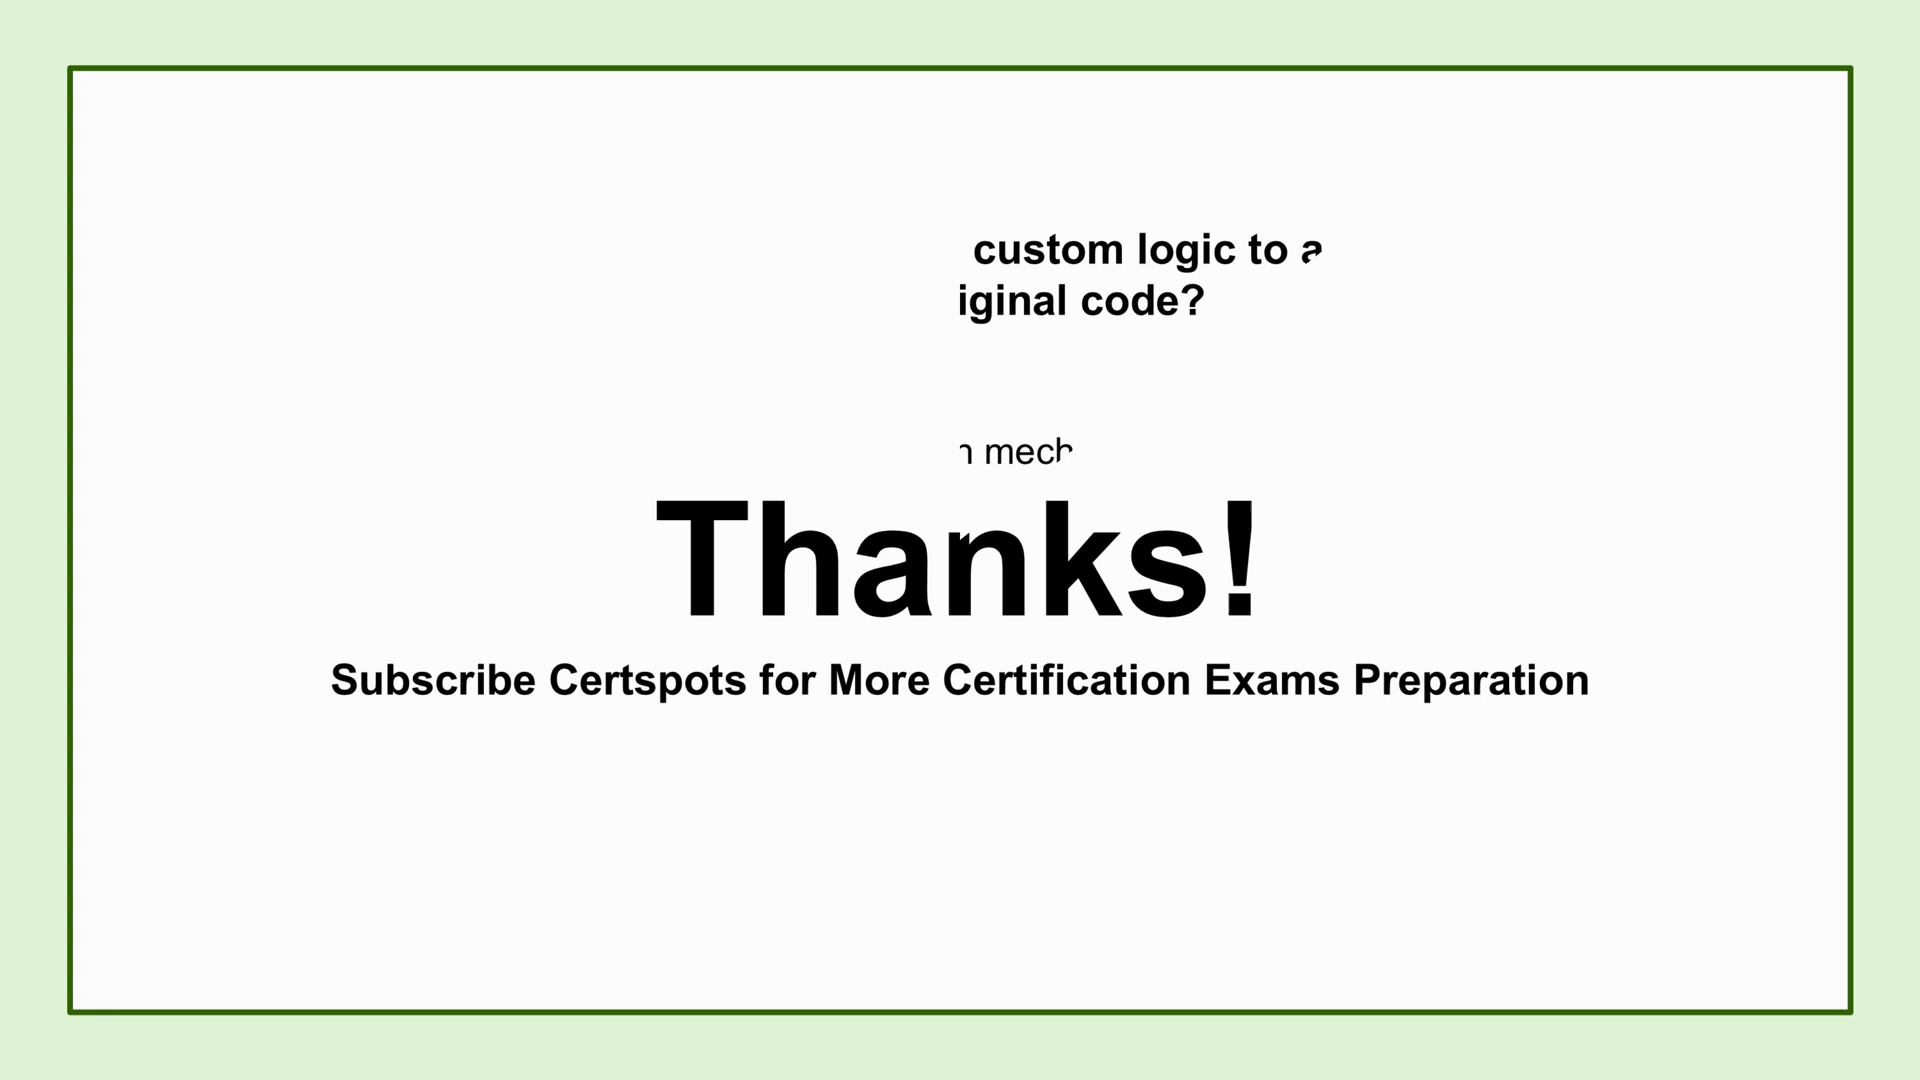 custom logic to a
iginal code?
mech
Thanks!
Subscribe Certspots for More Certification Exams Preparation